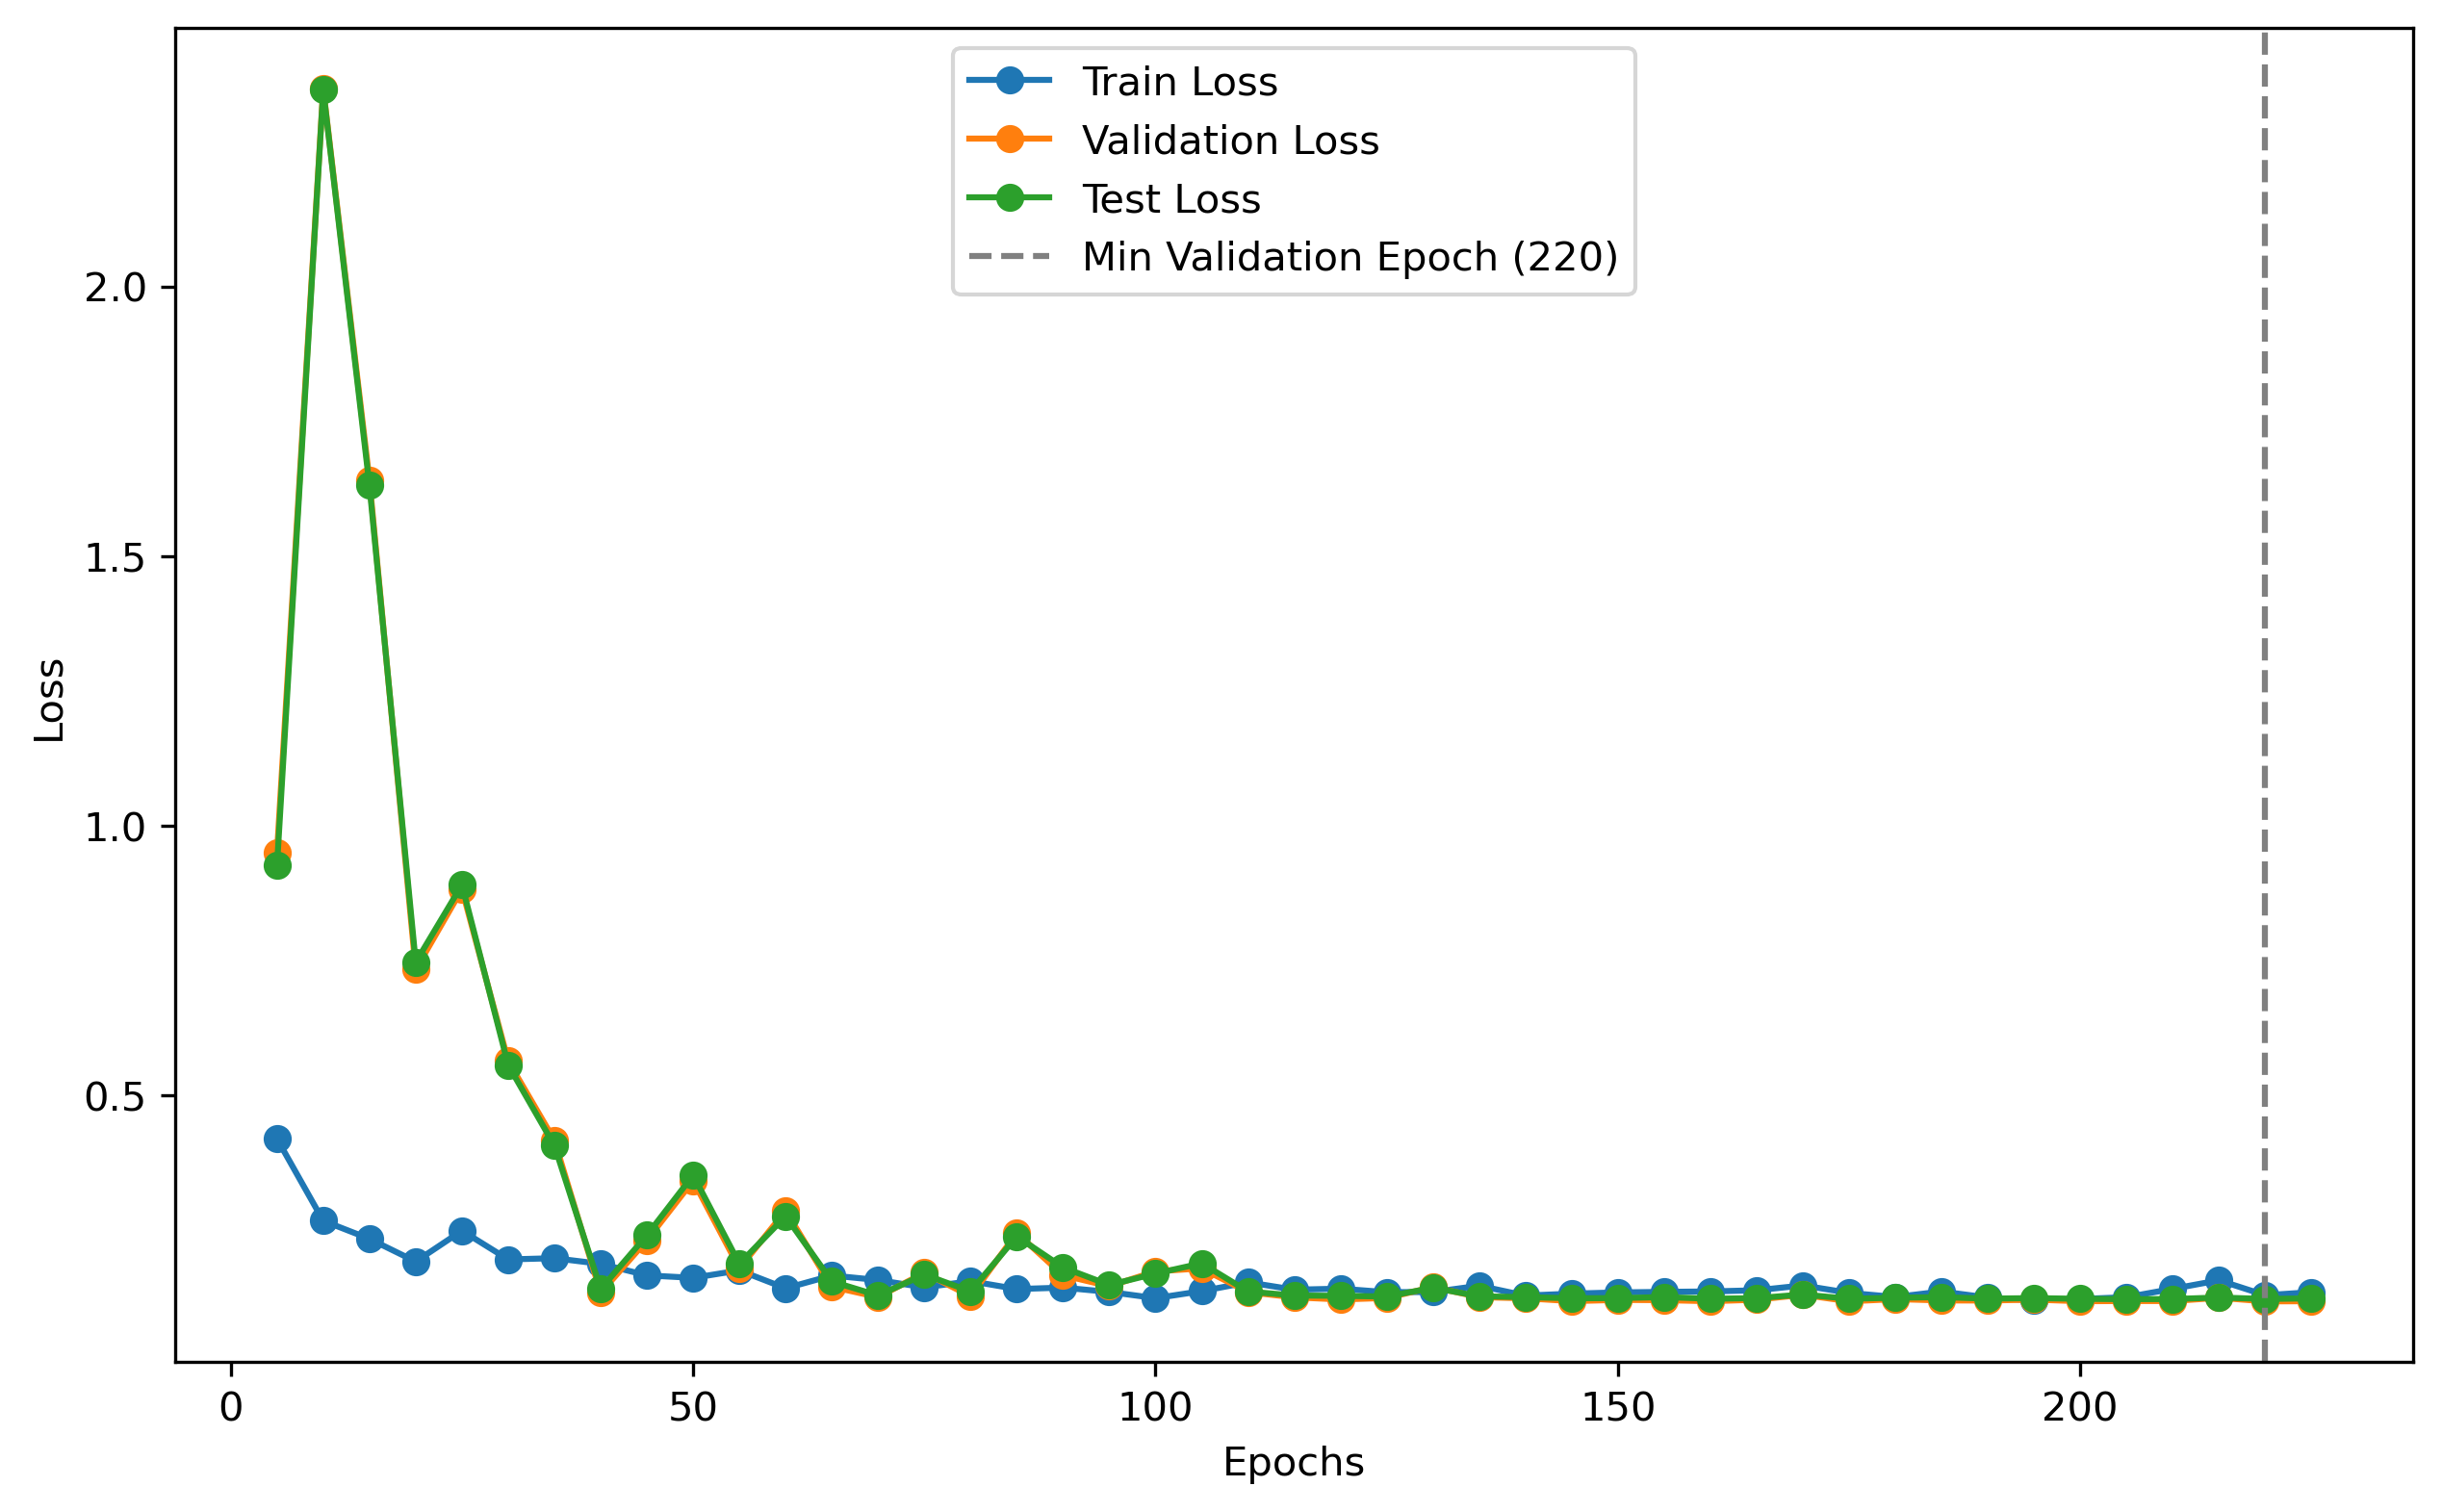 Train Loss
Validation Loss
Test Loss
Min Validation Epoch (220)
2.0
1.5
1.0
0.5
Loss
0 50 100 150 200
Epochs